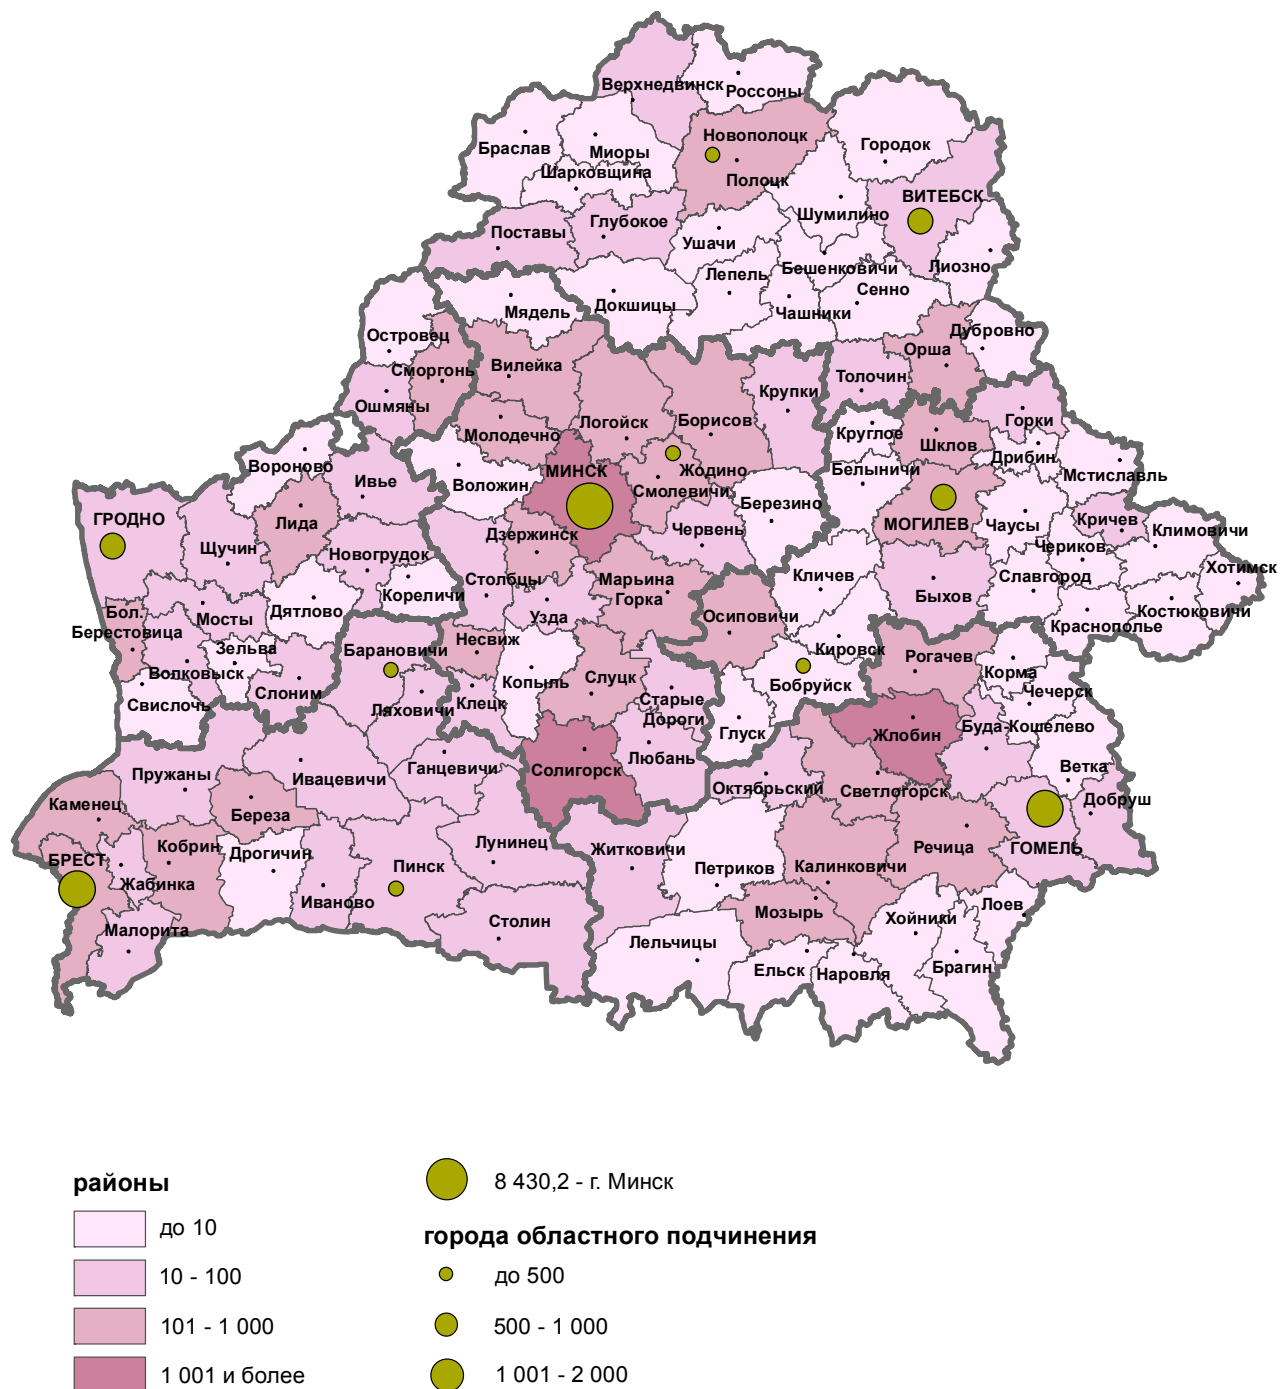 Верхнедвинск
Россоны
Новополоцк
Браслав
Миоры
Городок
Шарковщина
Полоцк
ВИТЕБСК
Шумилино
Глубокое
Поставы
Ушачи
Бешенковичи
Лиозно
Лепель
Сенно
Докшицы
Мядель
Чашники
Дубровно
Островец
Орша
Вилейка
Сморгонь
Толочин
Крупки
Ошмяны
Борисов
Горки
Логойск
Молодечно
Круглое
Шклов
Дрибин
Вороново
Белыничи
МИНСК
Жодино
Мстиславль
Ивье
Воложин
Смолевичи
Березино
ГРОДНО
Лида
Кричев
МОГИЛЕВ
Чаусы
Климовичи
Червень
Дзержинск
Щучин
Новогрудок
Чериков
Хотимск
Столбцы
Марьина
Горка
Кличев
Славгород
Кореличи
Быхов
Бол.
Берестовица
Дятлово
Костюковичи
Мосты
Узда
Осиповичи
Краснополье
Несвиж
Зельва
Барановичи
Кировск
Рогачев
Волковыск
Корма
Копыль
Слуцк
Бобруйск
Слоним
Чечерск
Свислочь
Ляховичи
Клецк
Старые
Дороги
Буда-Кошелево
Глуск
Жлобин
Любань
Ветка
Ганцевичи
Солигорск
Пружаны
Ивацевичи
Октябрьский
Светлогорск
Добруш
Каменец
Береза
Лунинец
Кобрин
Житковичи
Речица
ГОМЕЛЬ
Дрогичин
БРЕСТ
Пинск
Калинковичи
Петриков
Жабинка
Иваново
Лоев
Мозырь
Столин
Хойники
Малорита
Лельчицы
Ельск
Наровля
Брагин
районы
до 10
10 - 100
101 - 1 000
1 001 и более
8 430,2 - г. Минск
города областного подчинения
до 500
500 - 1 000
1 001 - 2 000